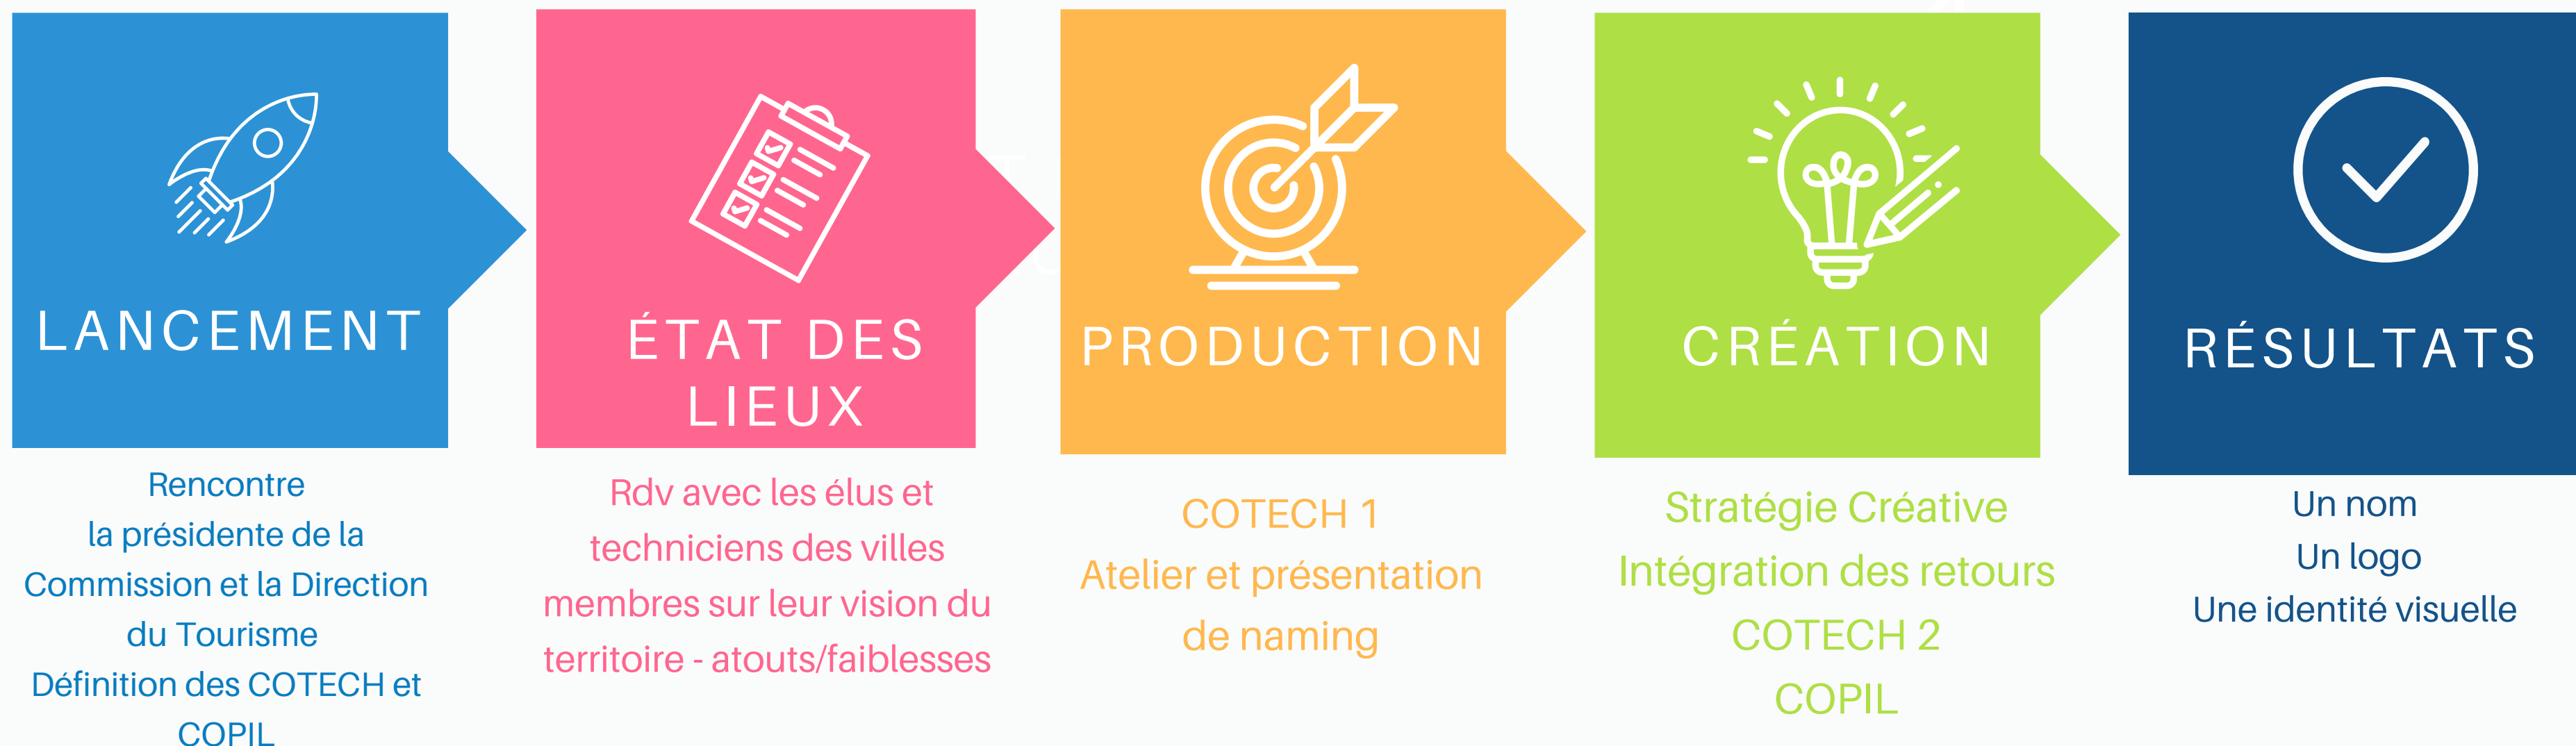 LANCEMENT
Rencontre
la présidente de la
Commission et la Direction
du Tourisme
Définition des COTECH et
COPIL
ÉTAT DES
LIEUX
Rdv avec les élus et
techniciens des villes
membres sur leur vision du
territoire - atouts/faiblesses
PRODUCTION
COTECH 1
Atelier et présentation
de naming
CRÉATION
Stratégie Créative
Intégration des retours
COTECH 2
COPIL
RÉSULTATS
Un nom
Un logo
Une identité visuelle